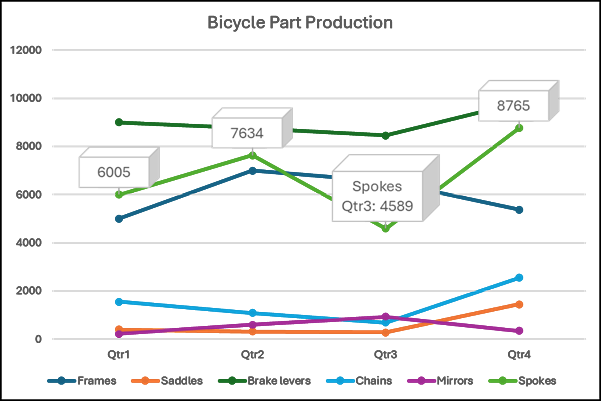 Bicycle Part Production
12000
10000
8000
6000
4000
2000
0
6005
7634
Spokes
Qtr3: 4589
8765
Qtr1 Qtr2 Qtr3 Qtr4
Frames Saddles Brake levers Chains Mirrors Spokes